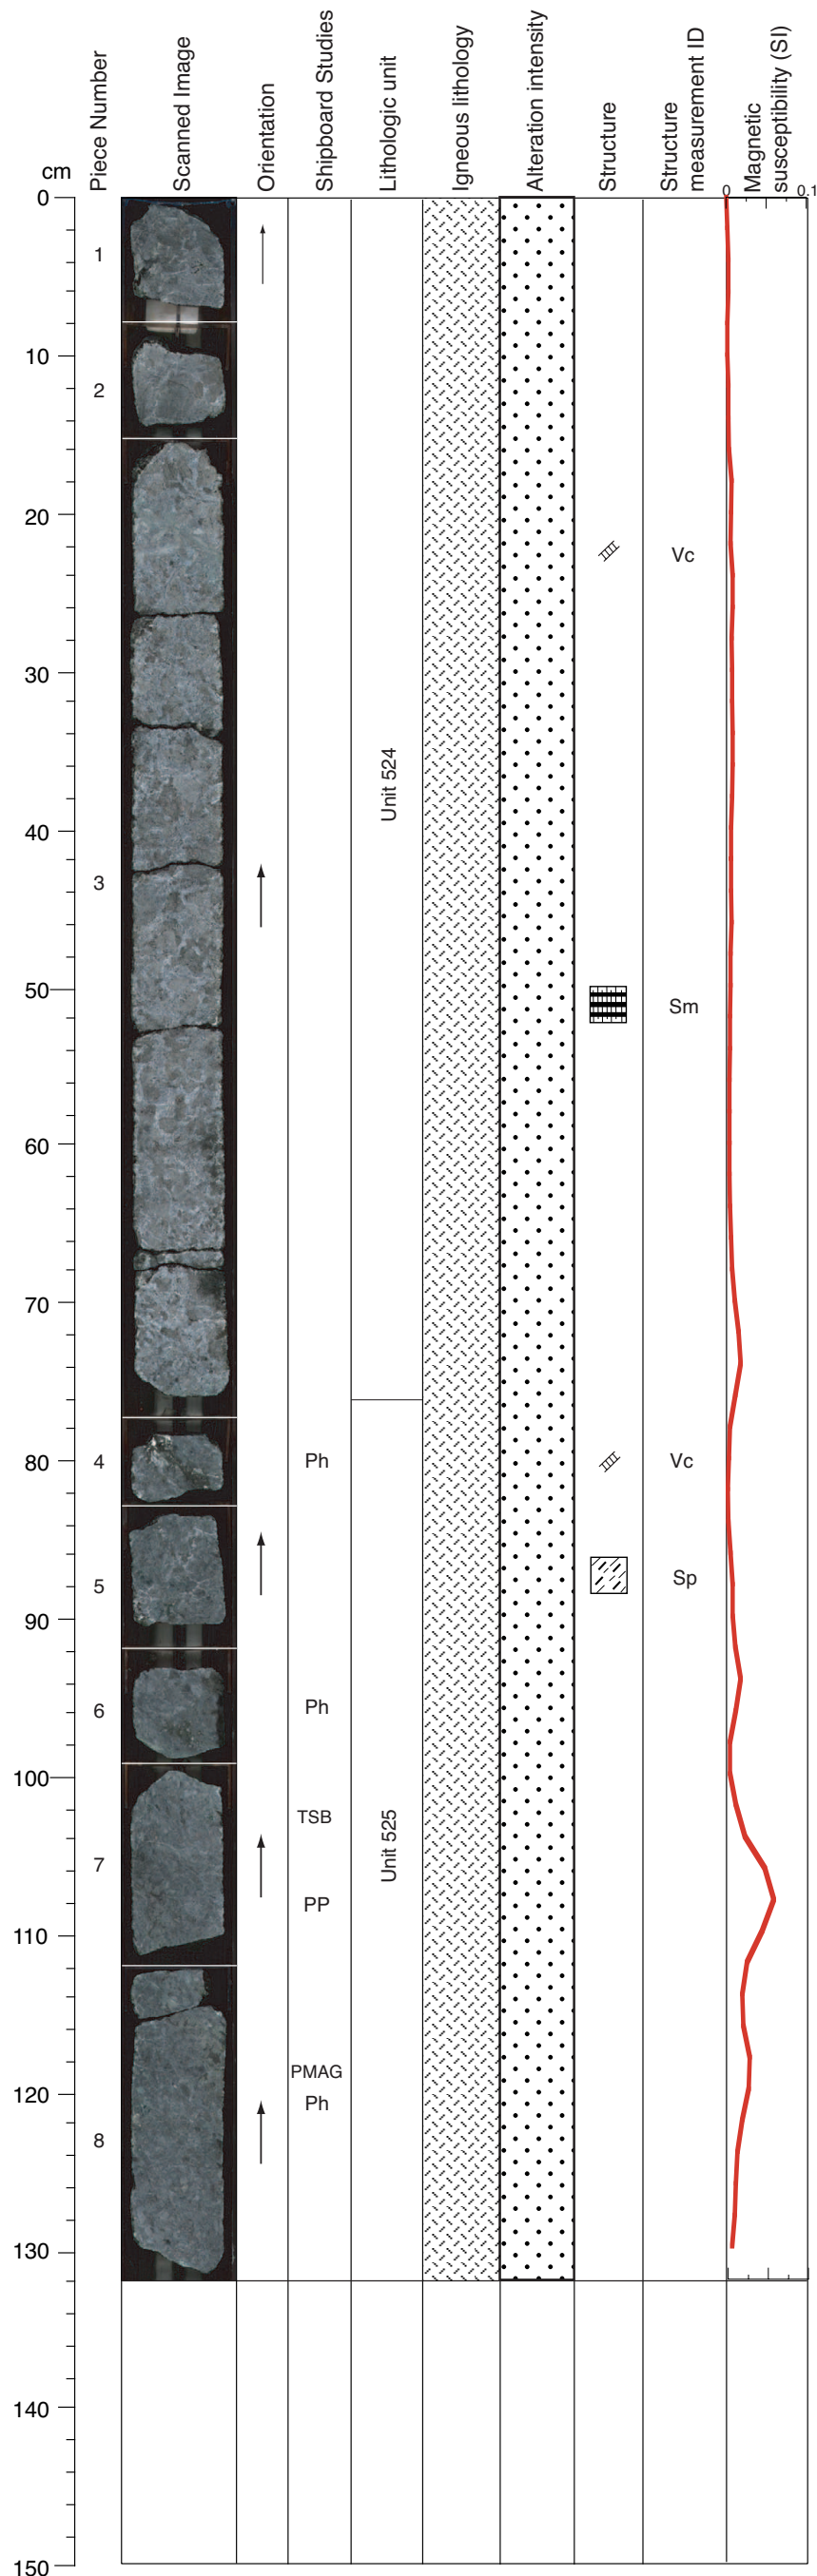 cm
Piece Number
Scanned Image
Orientation
Shipboard Studies
Lithologic unit
Igneous lithology
Alteration intensity
Structure
Structure
measurement ID
Magnetic
susceptibility (SI)
0 0.1
0
1
10
2
20
Vc
30
Unit 524
40
3
50
Sm
60
70
80
4
Ph
Vc
5
Sp
90
6
Ph
100
TSB
Unit 525
7
PP
110
PMAG
120
Ph
8
130
140
150